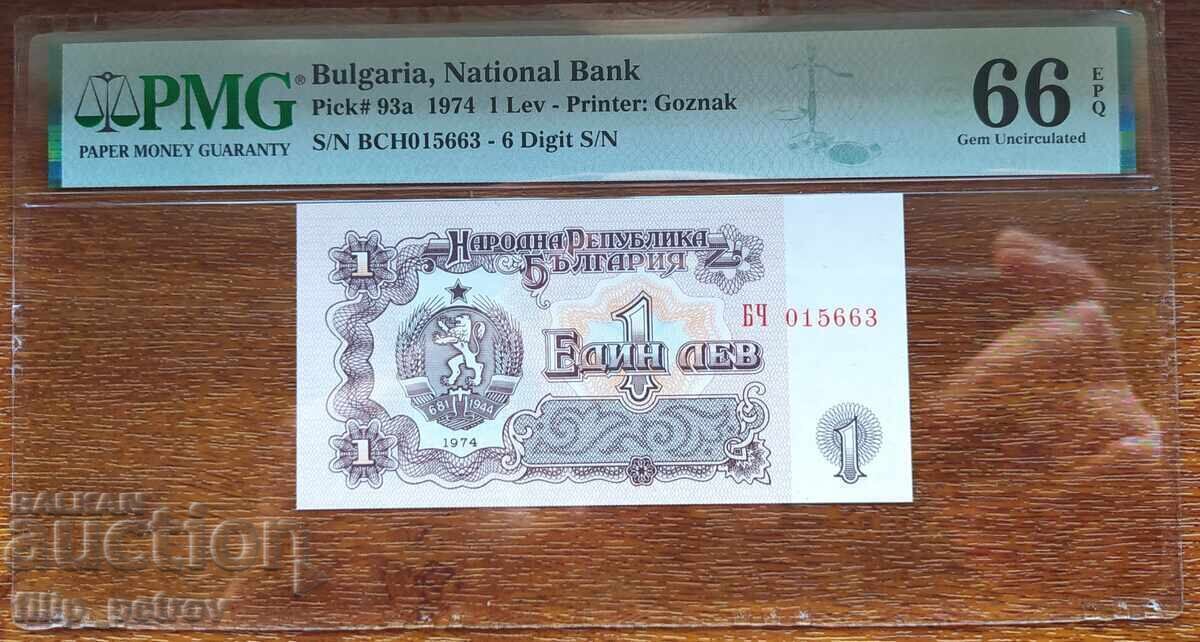 PMG®
PAPER MONEY GUARANTY
Bulgaria, National Bank
Pick# 93a 1974 1 Lev - Printer: Goznak
S/N BCH015663 - 6 Digit S/N
66 EPQ
Gem Uncirculated
1
НАРОДНА РЕПУБЛИКА
БЪЛГАРИЯ
1
БЧ 015663
ЕДИН ЛЕВ
681 1944
1974
1
1
BALKAN
auction
filip_petrov